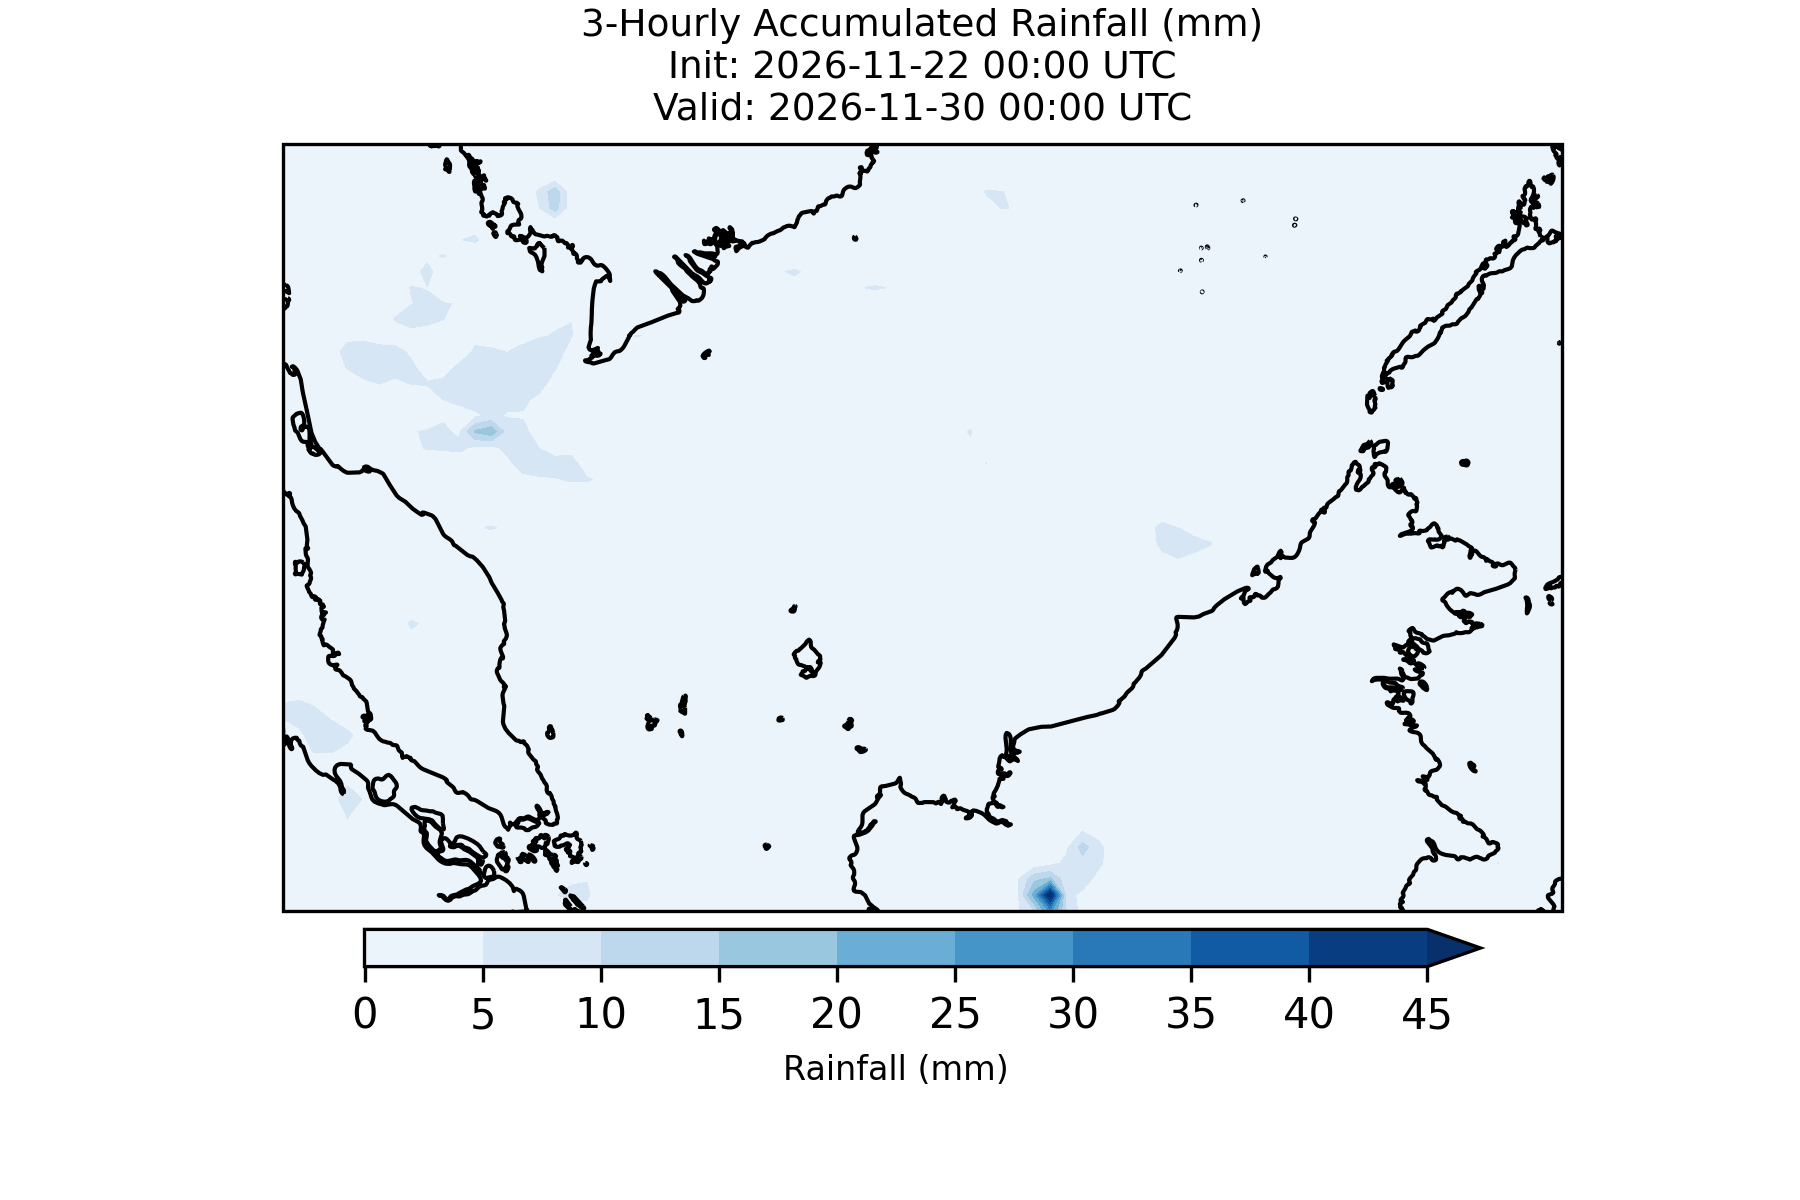 3-Hourly Accumulated Rainfall (mm)
Init: 2026-11-22 00:00 UTC
Valid: 2026-11-30 00:00 UTC
0 5 10 15 20 25 30 35 40 45
Rainfall (mm)